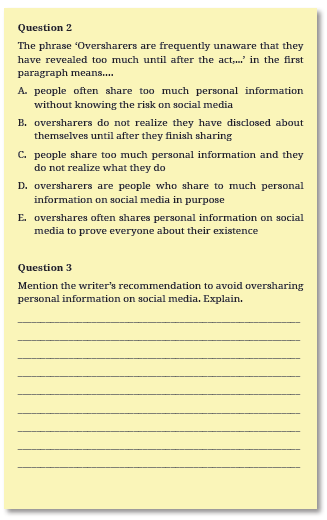 Question 2
The phrase ‘Oversharers are frequently unaware that they
have revealed too much until after the act,...’ in the first
paragraph means....
A. people often share too much personal information
without knowing the risk on social media
B. oversharers do not realize they have disclosed about
themselves until after they finish sharing
C. people share too much personal information and they
do not realize what they do
D. oversharers are people who share to much personal
information on social media in purpose
E. overshares often shares personal information on social
media to prove everyone about their existence
Question 3
Mention the writer’s recommendation to avoid oversharing
personal information on social media. Explain.